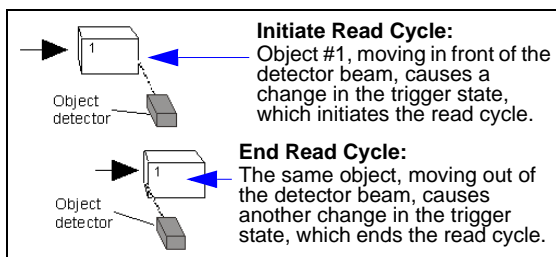 Initiate Read Cycle:
Object #1, moving in front of the
detector beam, causes a
change in the trigger state,
which initiates the read cycle.
1
Object
detector
End Read Cycle:
The same object, moving out of
the detector beam, causes
another change in the trigger
state, which ends the read cycle.
1
Object
detector